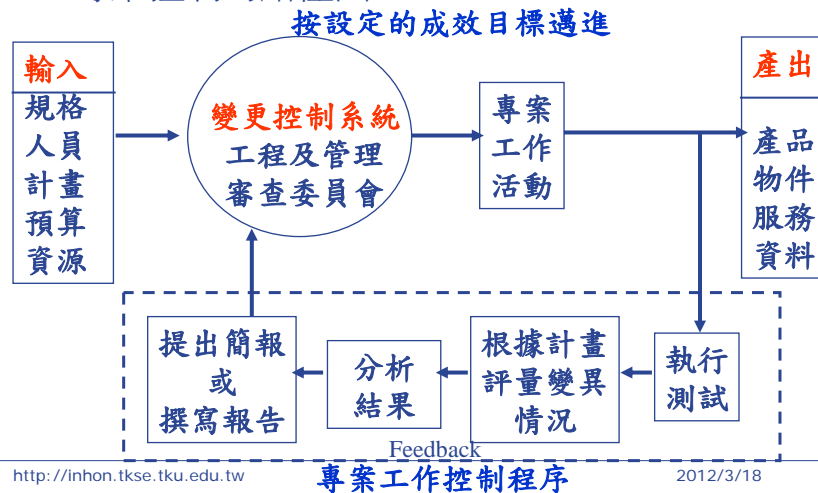 按設定的成效目標邁進
輸入
規格
人員
計畫
預算
資源
變更控制系統
工程及管理
審查委員會
專案
工作
活動
產出
產品
物件
服務
資料
執行
測試
根據計畫
評量變異
情況
分析
結果
提出簡報
或
撰寫報告
Feedback
http://inhon.tkse.tku.edu.tw
專案工作控制程序
2012/3/18